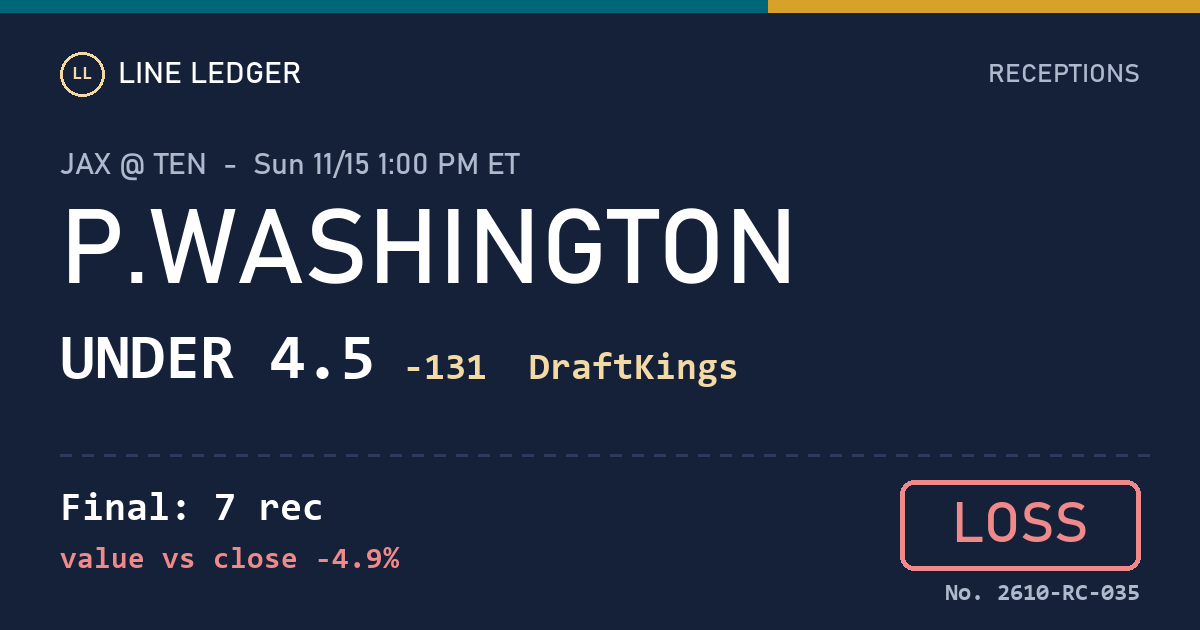 LL LINE LEDGER
RECEPTIONS
JAX @ TEN - Sun 11/15 1:00 PM ET
P.WASHINGTON
UNDER 4.5 -131 DraftKings
Final: 7 rec
value vs close -4.9%
LOSS
No. 2610-RC-035